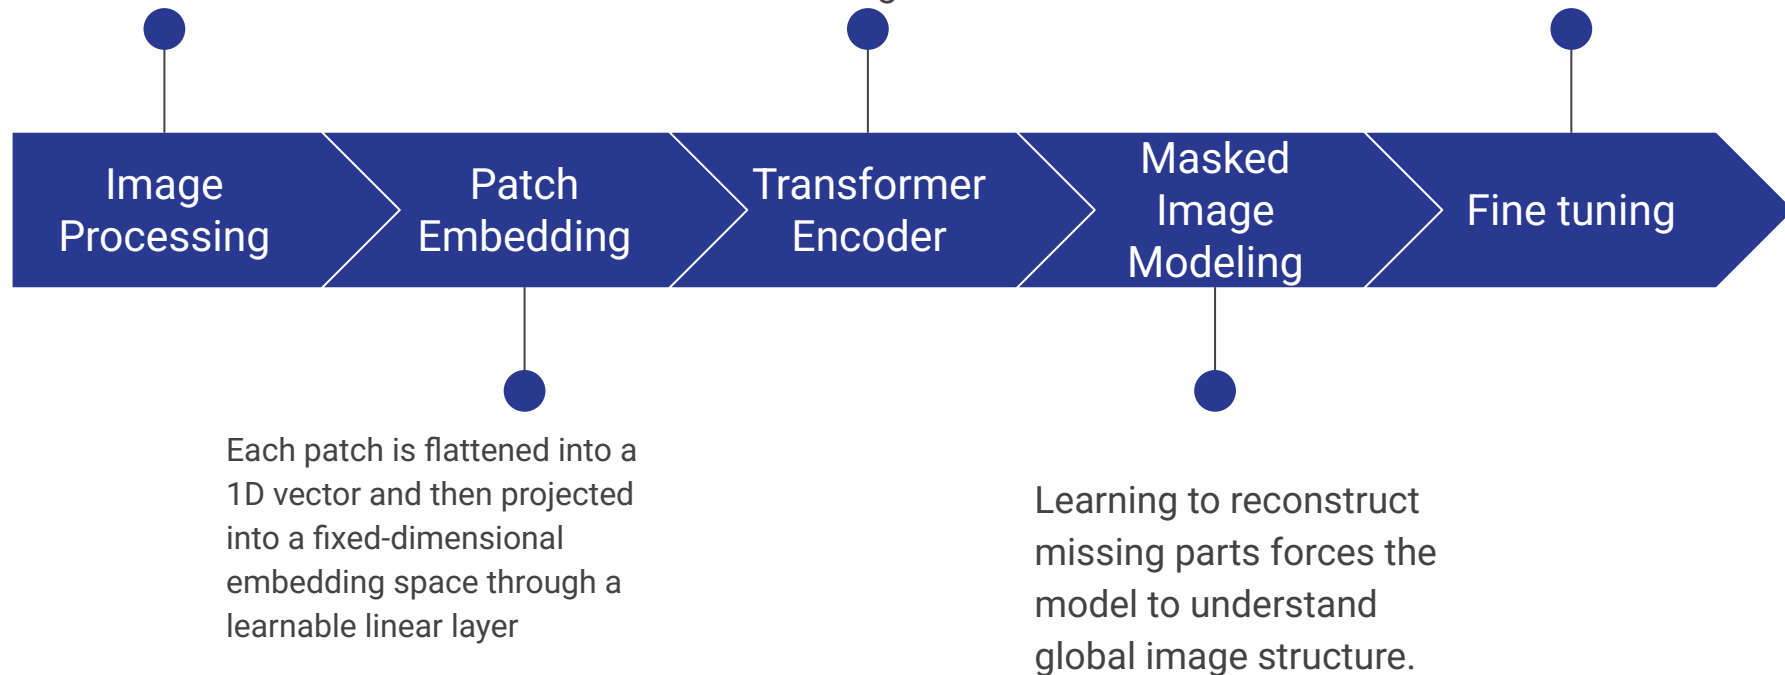 Image
Processing
Patch
Embedding
Transformer
Encoder
Masked
Image
Modeling
Fine tuning
Each patch is flattened into a
1D vector and then projected
into a fixed-dimensional
embedding space through a
learnable linear layer
Learning to reconstruct
missing parts forces the
model to understand
global image structure.